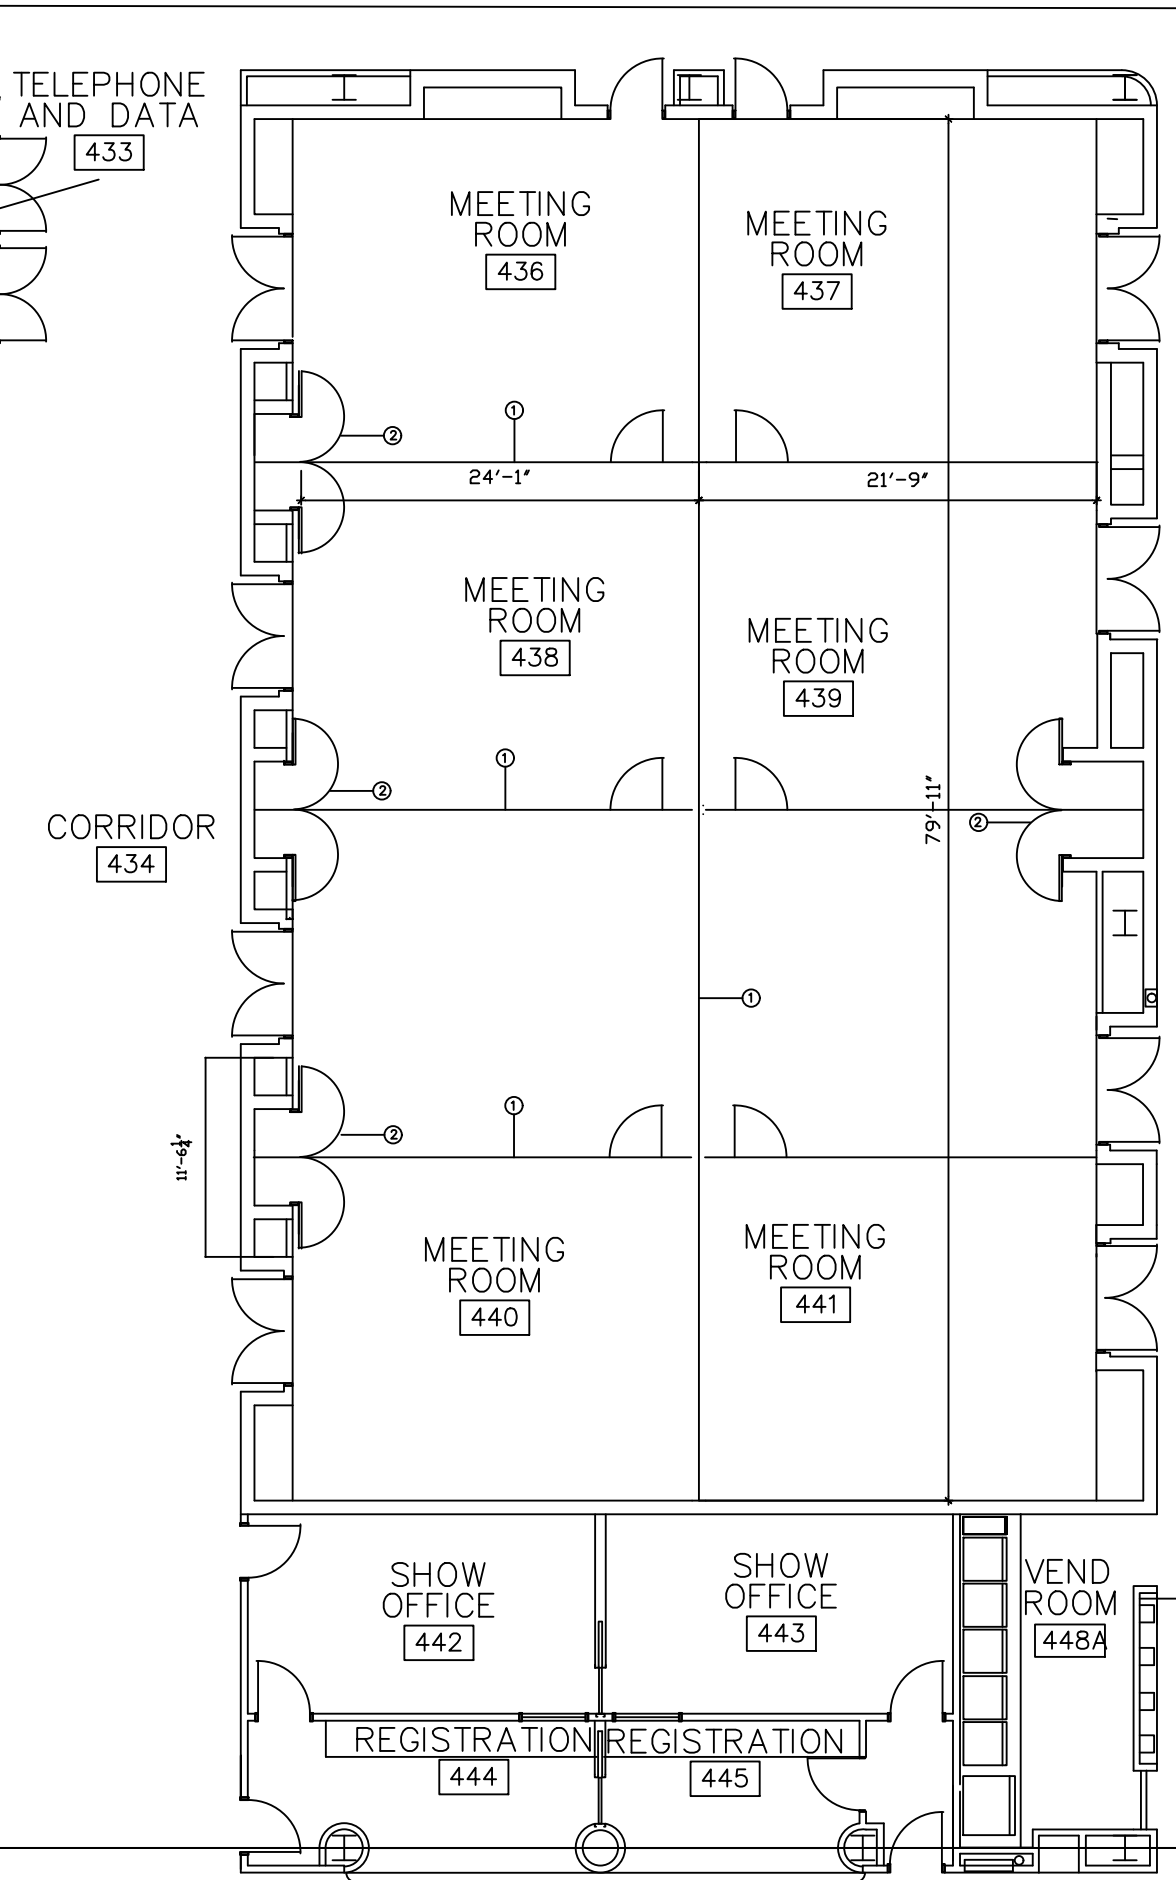 TELEPHONE
AND DATA
433
MEETING
ROOM
436
MEETING
ROOM
437
1
2
24'-1"
21'-9"
MEETING
ROOM
438
MEETING
ROOM
439
1
2
79'-11"
2
CORRIDOR
434
1
1
2
11'-6¼"
MEETING
ROOM
440
MEETING
ROOM
441
SHOW
OFFICE
442
SHOW
OFFICE
443
VEND
ROOM
448A
REGISTRATION
444
REGISTRATION
445